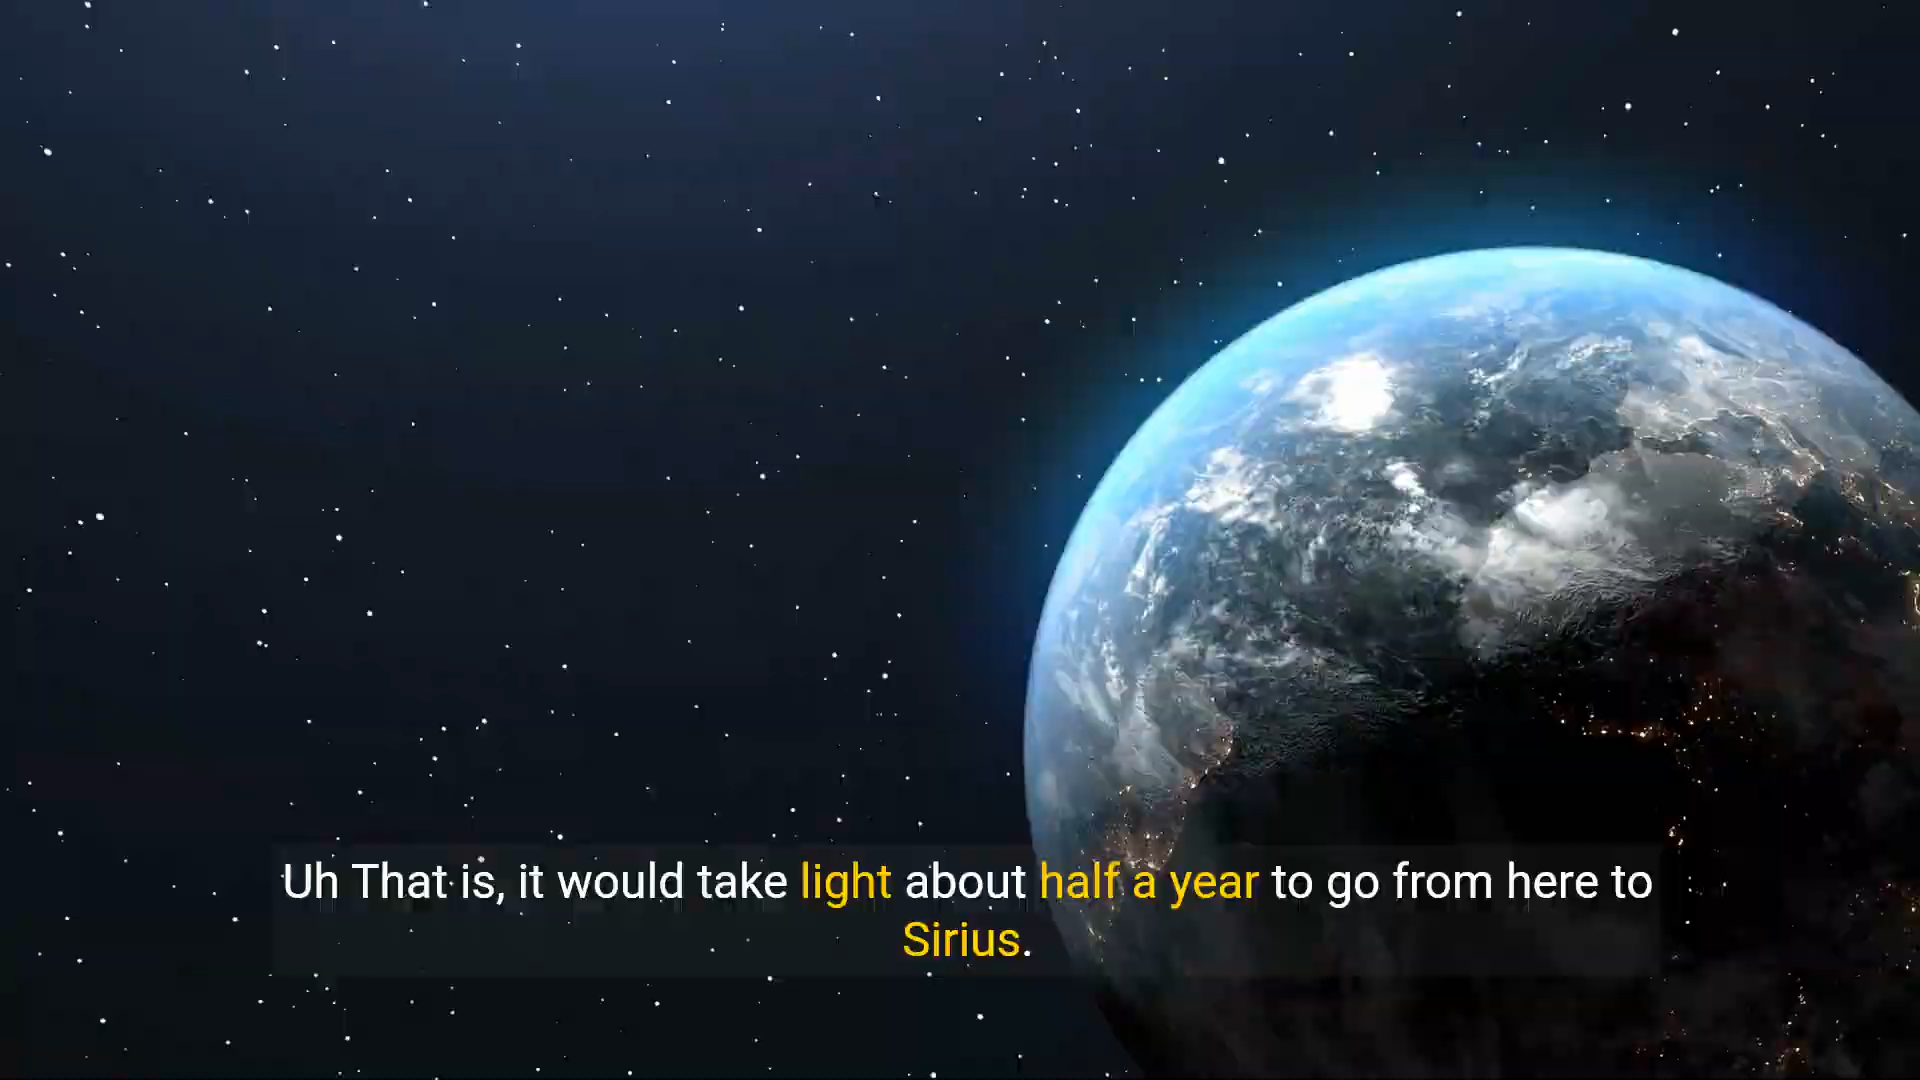 Uh That is, it would take light about half a year to go from here to
Sirius.